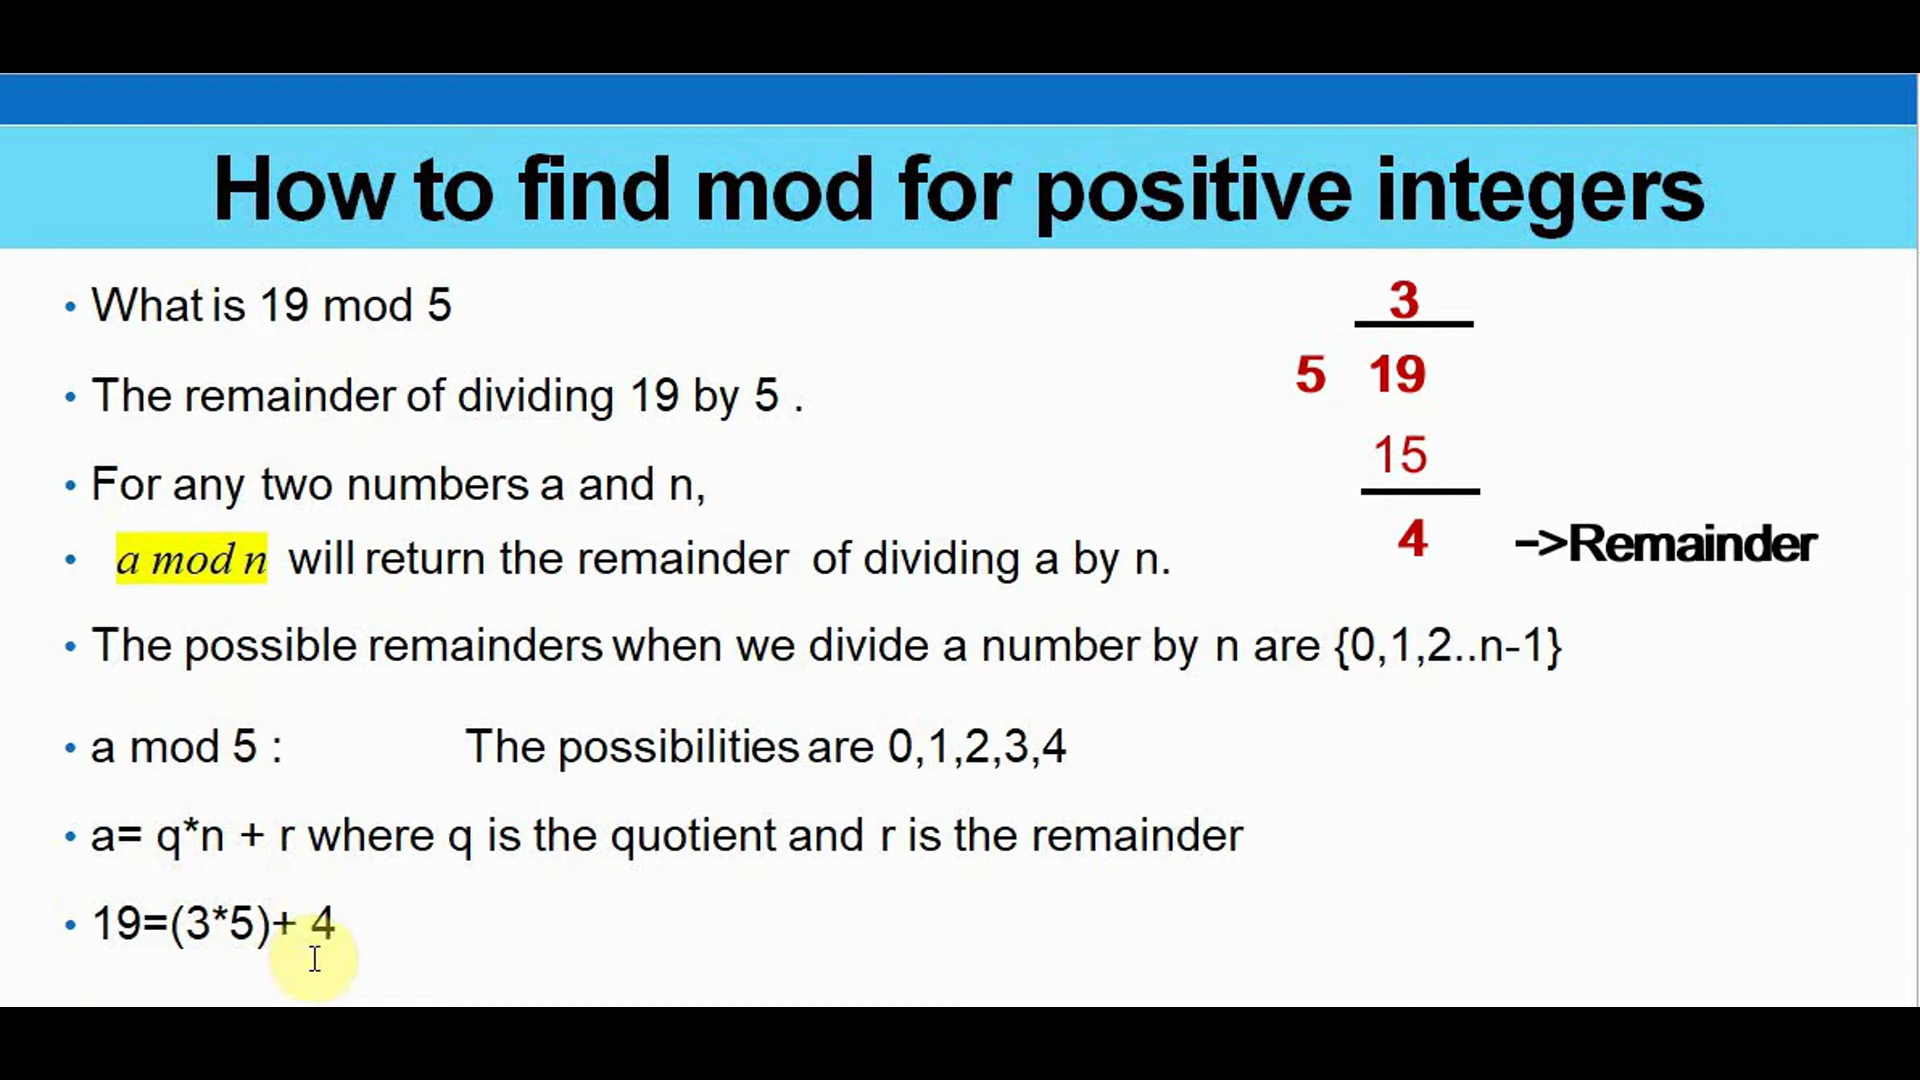 How to find mod for positive integers
• What is 19 mod 5
• The remainder of dividing 19 by 5 .
• For any two numbers a and n,
• a mod n will return the remainder of dividing a by n.
• The possible remainders when we divide a number by n are {0,1,2..n-1}
• a mod 5 : The possibilities are 0,1,2,3,4
• a= q*n + r where q is the quotient and r is the remainder
• 19=(3*5)+ 4
3
5 19
15
4 –>Remainder